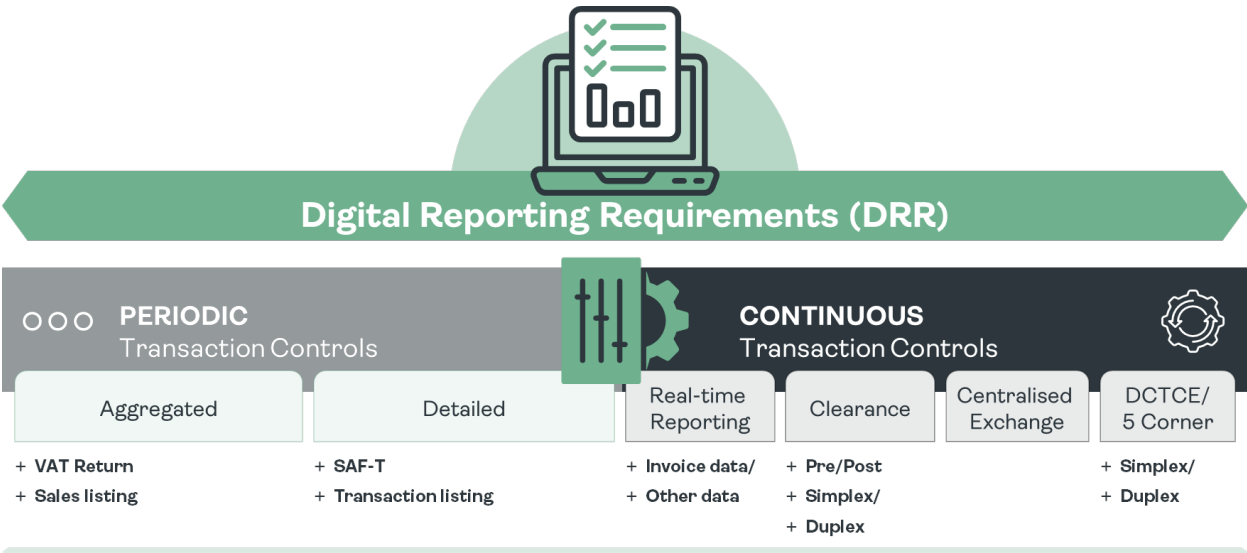 Digital Reporting Requirements (DRR)
PERIODIC
Transaction Controls
CONTINUOUS
Transaction Controls
Aggregated
+ VAT Return
+ Sales listing
Detailed
+ SAF-T
+ Transaction listing
Real-time
Reporting
+ Invoice data/
+ Other data
Clearance
+ Pre/Post
+ Simplex/
+ Duplex
Centralised
Exchange
DCTCE/
5 Corner
+ Simplex/
+ Duplex